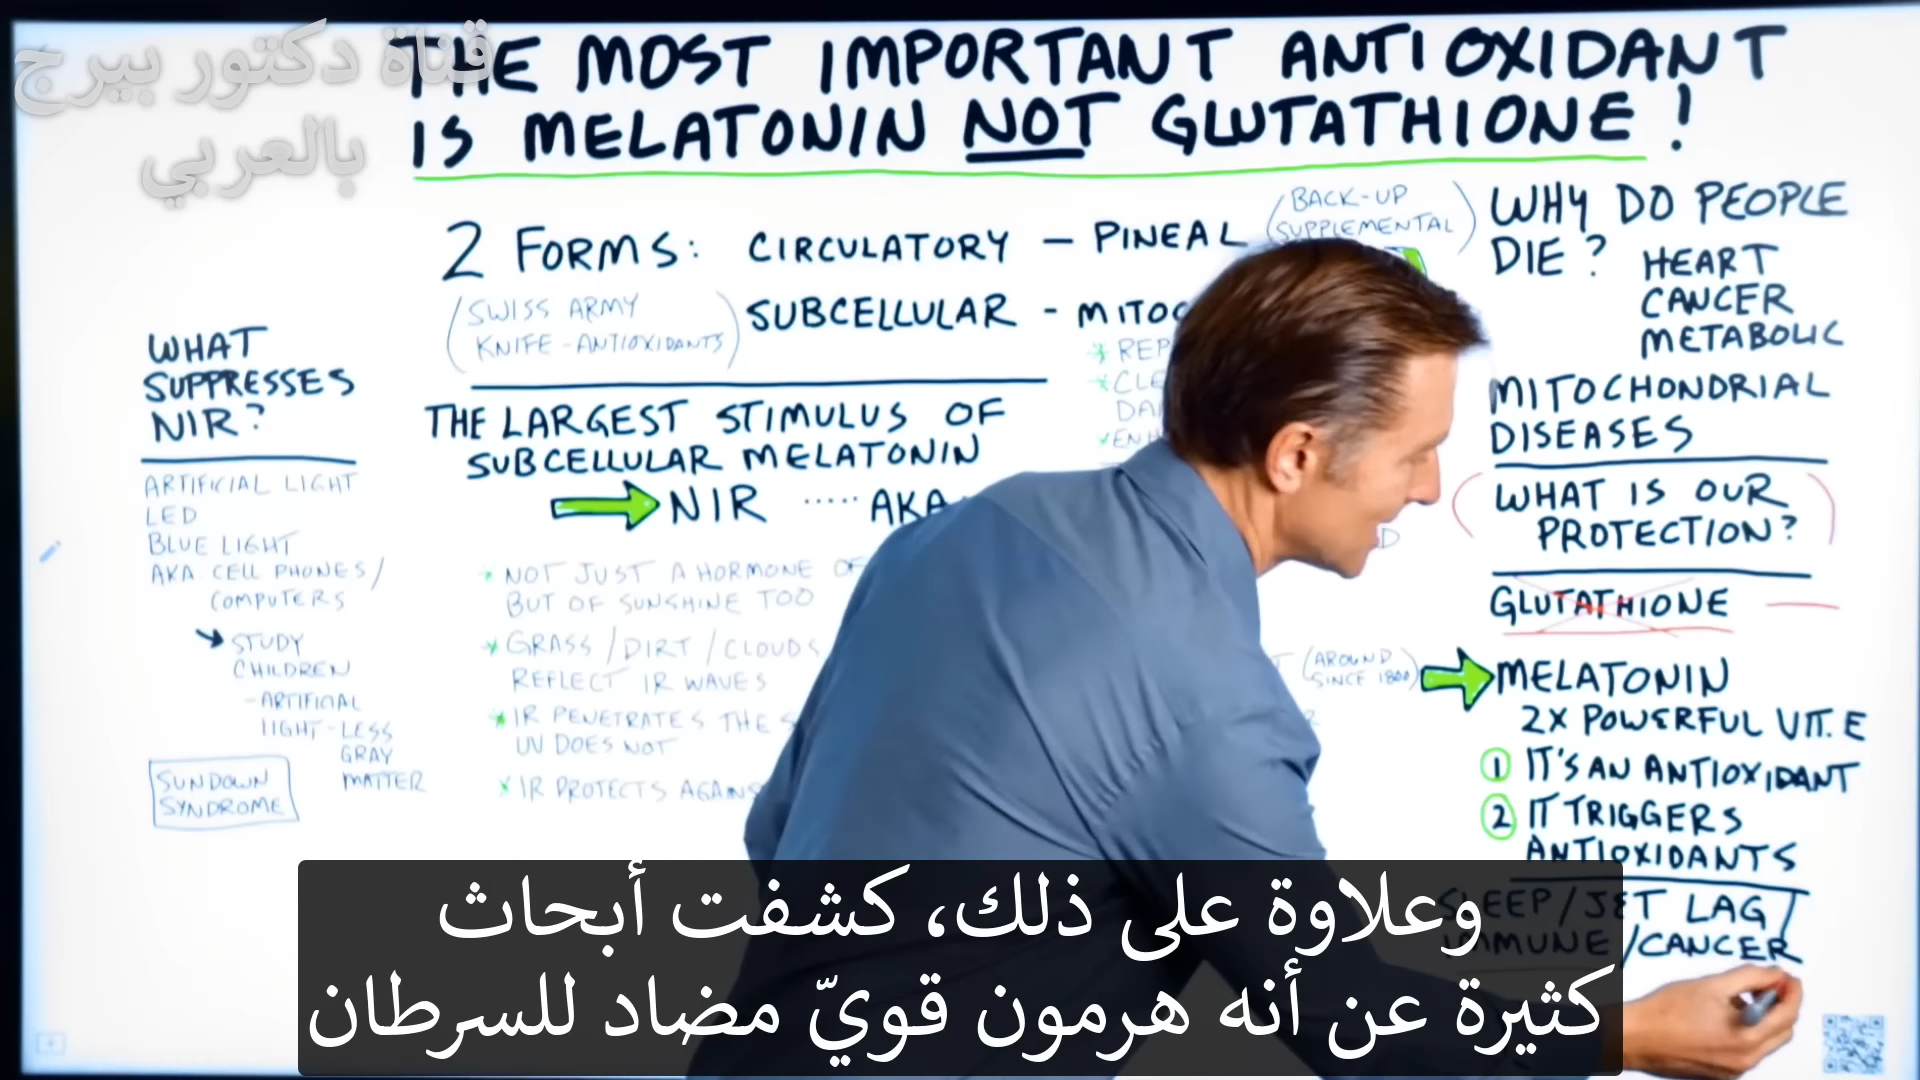 قناة دكتور بيرج
بالعربي
THE MOST IMPORTANT ANTIOXIDANT
IS MELATONIN NOT GLUTATHIONE!
2 FORMS: CIRCULATORY - PINEAL
(BACK-UP
SUPPLEMENTAL)
(SWISS ARMY
KNIFE - ANTIOXIDANTS)
SUBCELLULAR - MITOC
* REP
* CLE
DA
✓ENH
THE LARGEST STIMULUS OF
SUBCELLULAR MELATONIN
NIR ..... AKA
* NOT JUST A HORMONE OF
BUT OF SUNSHINE TOO
* GRASS / DIRT / CLOUDS
REFLECT IR WAVES
* IR PENETRATES THE S
UV DOES NOT
* IR PROTECTS AGAINS
WHAT
SUPPRESSES
NIR?
ARTIFICIAL LIGHT
LED
BLUE LIGHT
AKA CELL PHONES/
COMPUTERS
STUDY
CHILDREN
-ARTIFICIAL
LIGHT - LESS
GRAY
MATTER
SUNDOWN
SYNDROME
WHY DO PEOPLE
DIE?
HEART
CANCER
METABOLIC
MITOCHONDRIAL
DISEASES
(WHAT IS OUR
PROTECTION?)
GLUTATHIONE
(AROUND
SINCE 1800)
MELATONIN
2X POWERFUL VIT. E
1 IT'S AN ANTIOXIDANT
2 IT TRIGGERS
ANTIOXIDANTS
SLEEP/JET LAG/
IMMUNE/CANCER
وعلاوة على ذلك، كشفت أبحاث
كثيرة عن أنه هرمون قويّ مضاد للسرطان